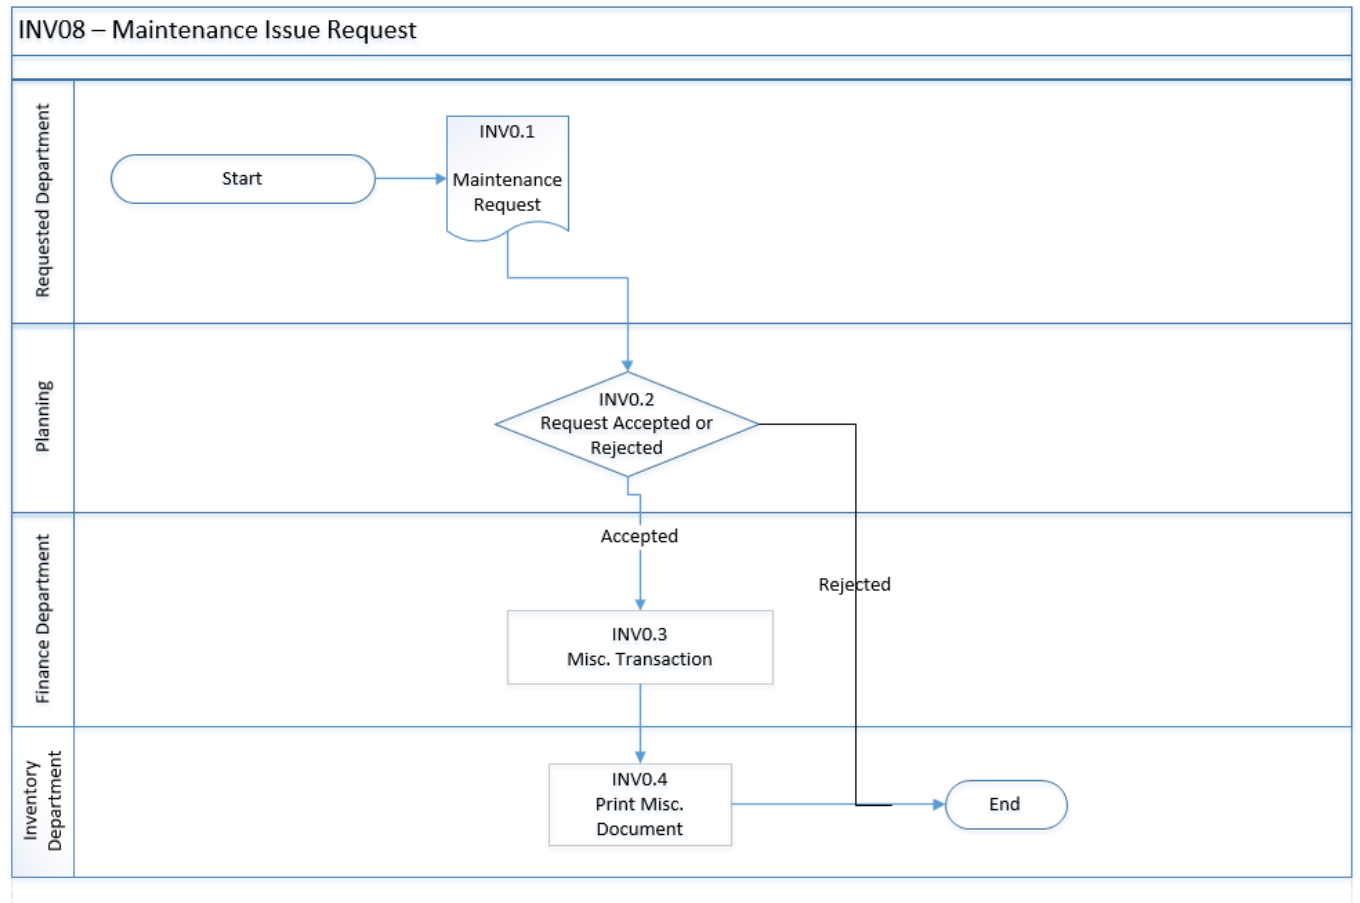 INV08 – Maintenance Issue Request
Requested Department
Start
INV0.1
Maintenance
Request
Planning
INV0.2
Request Accepted or
Rejected
Finance Department
Accepted
Rejected
INV0.3
Misc. Transaction
Inventory
Department
INV0.4
Print Misc.
Document
End